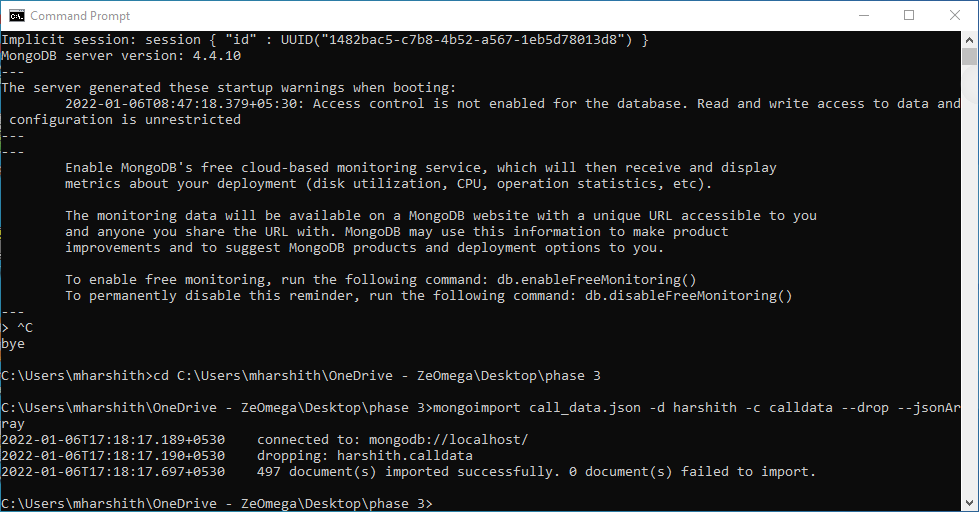 Command Prompt
Implicit session: session { "id" : UUID("1482bac5-c7b8-4b52-a567-1eb5d78013d8") }
MongoDB server version: 4.4.10
---
The server generated these startup warnings when booting:
        2022-01-06T08:47:18.379+05:30: Access control is not enabled for the database. Read and write access to data and
 configuration is unrestricted
---
---
        Enable MongoDB's free cloud-based monitoring service, which will then receive and display
        metrics about your deployment (disk utilization, CPU, operation statistics, etc).

        The monitoring data will be available on a MongoDB website with a unique URL accessible to you
        and anyone you share the URL with. MongoDB may use this information to make product
        improvements and to suggest MongoDB products and deployment options to you.

        To enable free monitoring, run the following command: db.enableFreeMonitoring()
        To permanently disable this reminder, run the following command: db.disableFreeMonitoring()
---
> ^C
bye

C:\Users\mharshith>cd C:\Users\mharshith\OneDrive - ZeOmega\Desktop\phase 3

C:\Users\mharshith\OneDrive - ZeOmega\Desktop\phase 3>mongoimport call_data.json -d harshith -c calldata --drop --jsonAr
ray
2022-01-06T17:18:17.189+0530    connected to: mongodb://localhost/
2022-01-06T17:18:17.190+0530    dropping: harshith.calldata
2022-01-06T17:18:17.697+0530    497 document(s) imported successfully. 0 document(s) failed to import.

C:\Users\mharshith\OneDrive - ZeOmega\Desktop\phase 3>